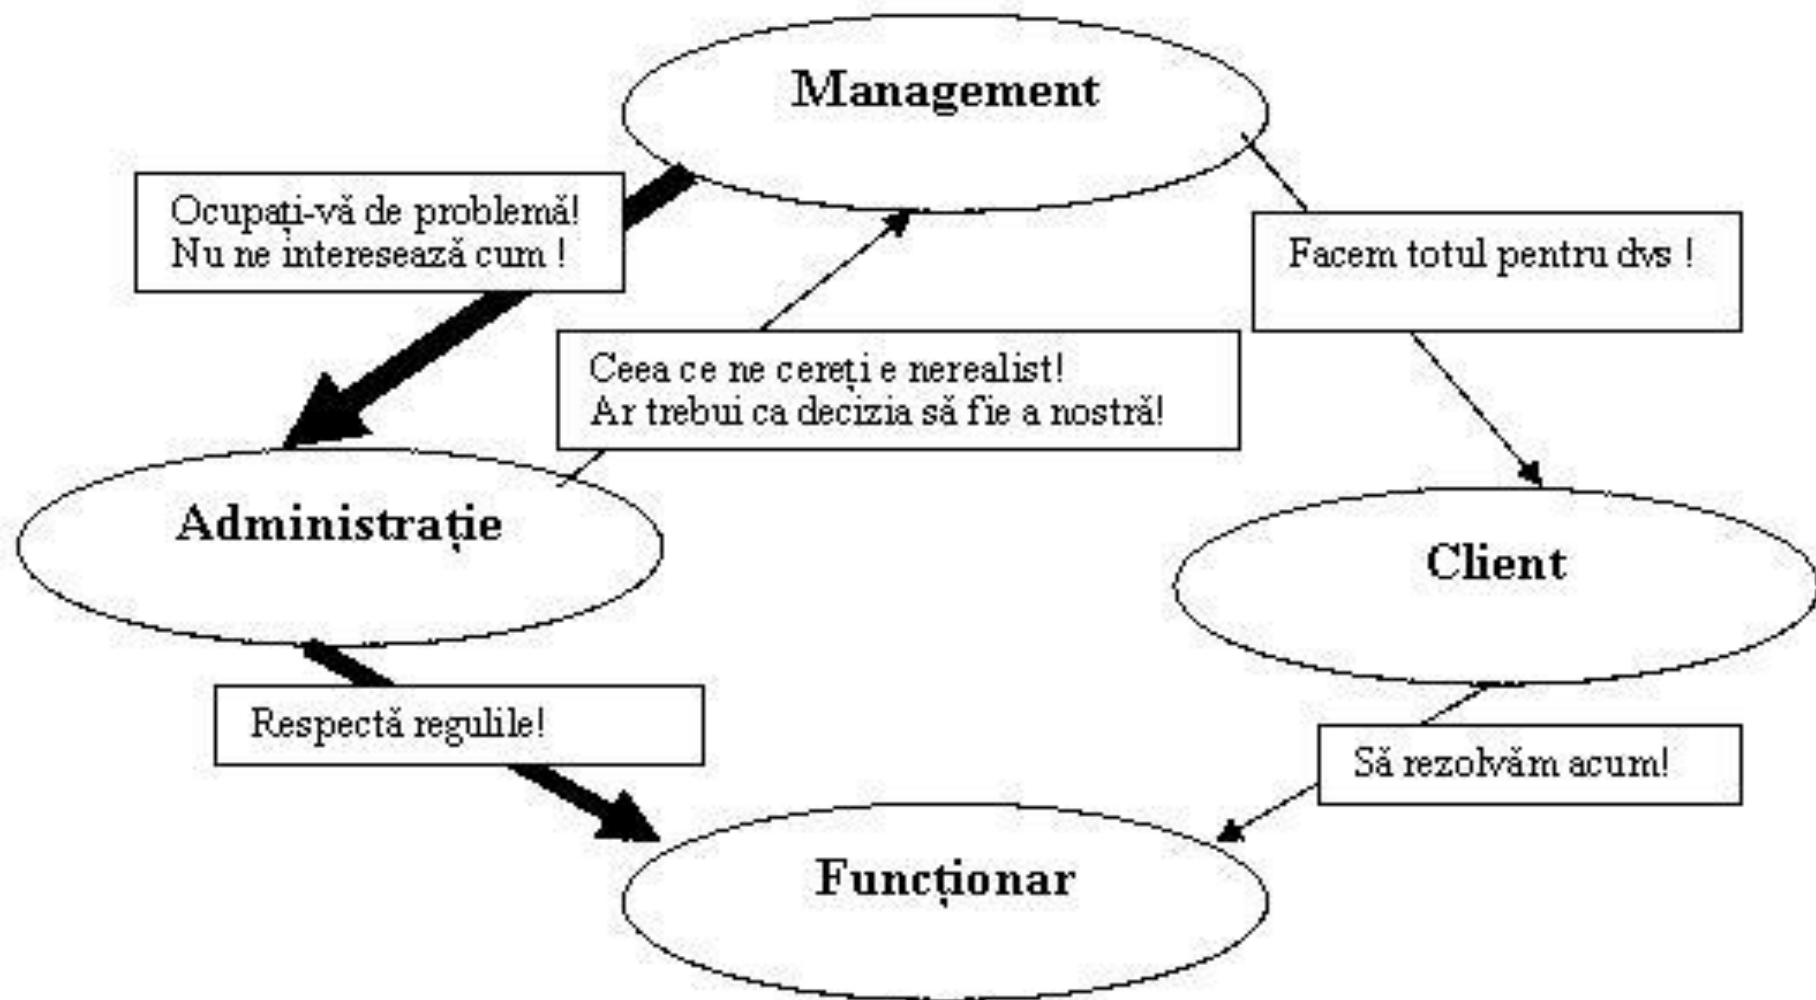 Management
Ocupați-vă de problemă!
Nu ne interesează cum !
Facem totul pentru dvs !
Ceea ce ne cereți e nerealist!
Ar trebui ca decizia să fie a nostră!
Administrație
Client
Respectă regulile!
Să rezolvăm acum!
Funcționar